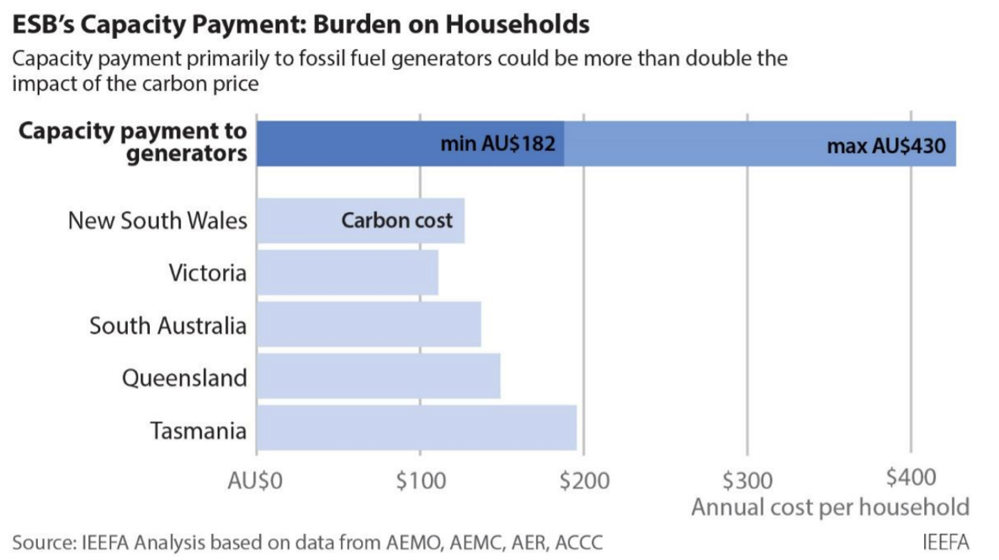 ESB's Capacity Payment: Burden on Households
Capacity payment primarily to fossil fuel generators could be more than double the
impact of the carbon price
Capacity payment to
generators
min AU$182
max AU$430
New South Wales
Carbon cost
Victoria
South Australia
Queensland
Tasmania
AU$0
$100
$200
$300
$400
Annual cost per household
Source: IEEFA Analysis based on data from AEMO, AEMC, AER, ACCC
IEEFA